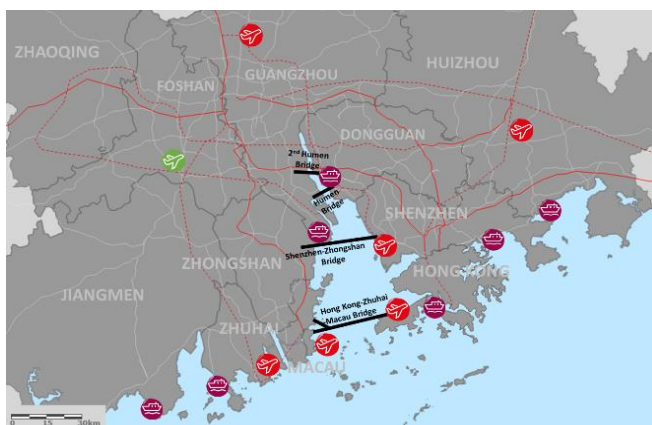 ZHAOQING
HUIZHOU
GUANGZHOU
FOSHAN
DONGGUAN
2nd Humen
Bridge
Humen
Bridge
SHENZHEN
Shenzhen-Zhongshan
Bridge
ZHONGSHAN
HONG KONG
JIANGMEN
Hong Kong-Zhuhai
Macau Bridge
ZHUHAI
MACAU
0 15 30km